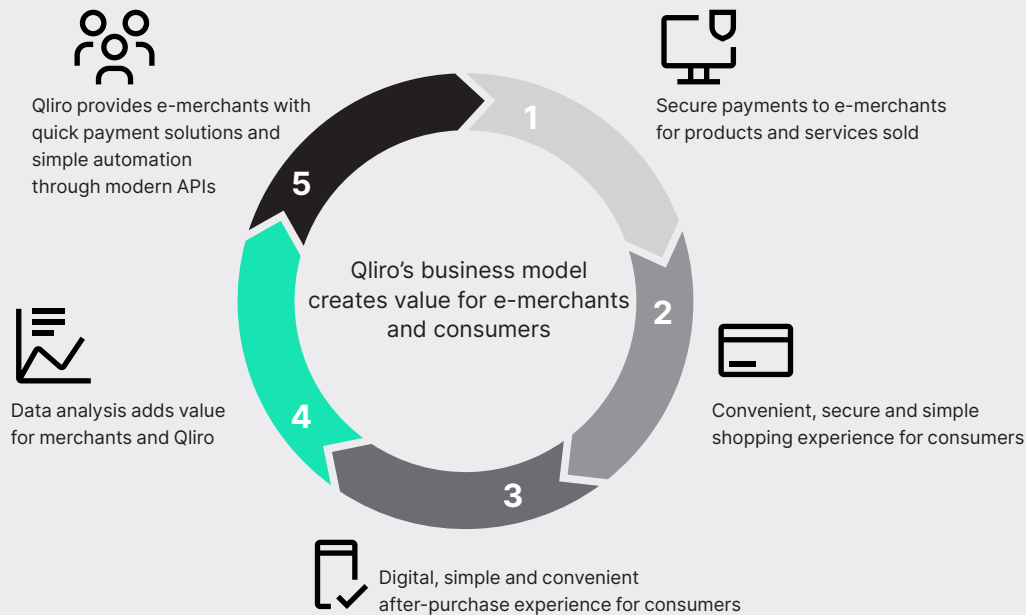 Qliro provides e-merchants with
quick payment solutions and
simple automation
through modern APIs
Secure payments to e-merchants
for products and services sold
1
5
Qliro’s business model
creates value for e-merchants
and consumers
2
Data analysis adds value
for merchants and Qliro
4
Convenient, secure and simple
shopping experience for consumers
3
Digital, simple and convenient
after-purchase experience for consumers